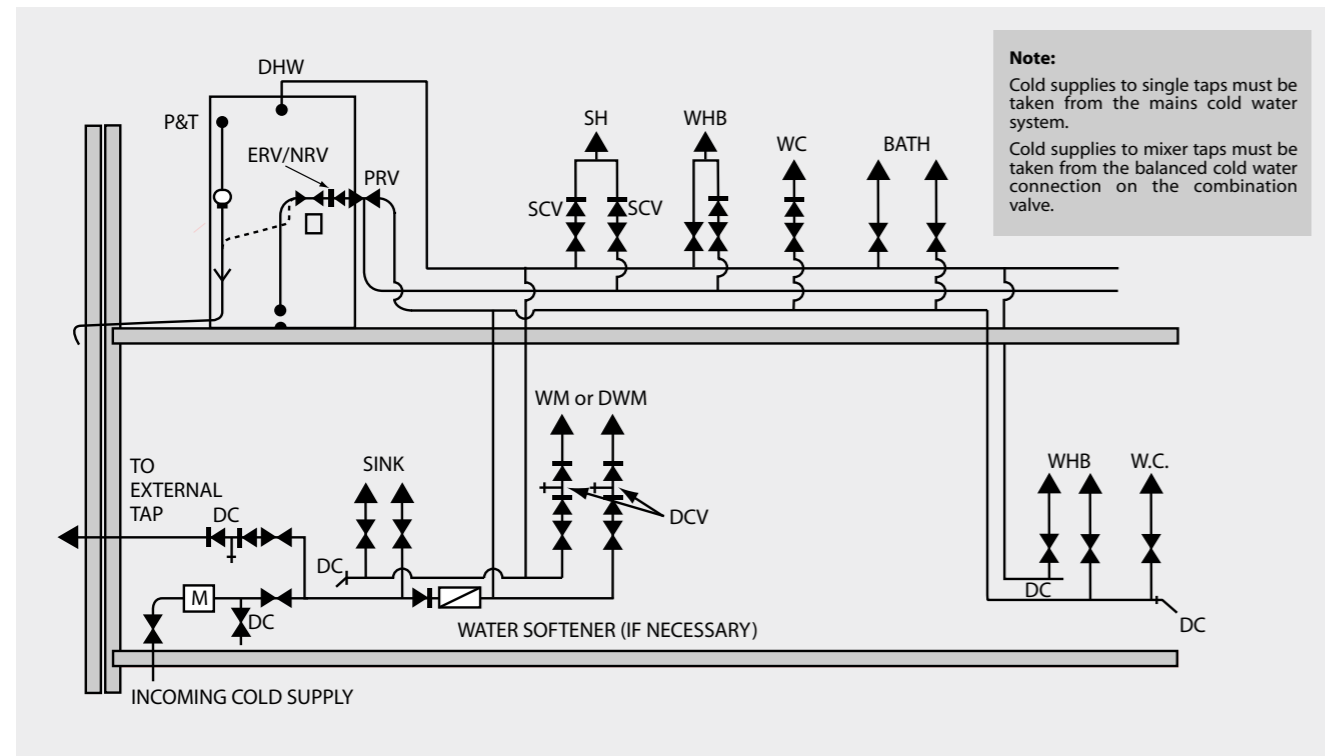 DHW
P&T
ERV/NRV
PRV
SH
WHB
WC
BATH
SCV
SCV
Note:
Cold supplies to single taps must be
taken from the mains cold water
system.
Cold supplies to mixer taps must be
taken from the balanced cold water
connection on the combination
valve.
WM or DWM
SINK
TO
EXTERNAL
TAP
DC
DCV
DC
M
DC
WATER SOFTENER (IF NECESSARY)
INCOMING COLD SUPPLY
WHB
W.C.
DC
DC